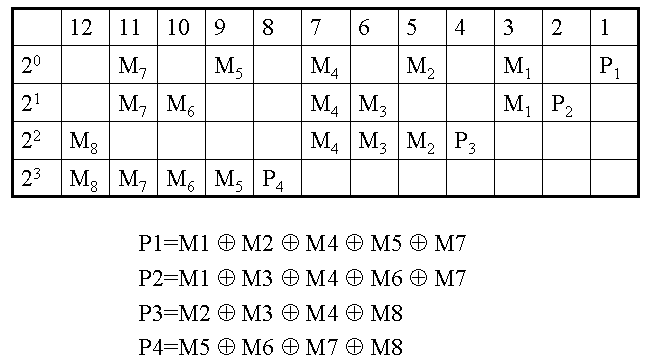 12 11 10 9 8 7 6 5 4 3 2 1
2⁰ M₇ M₅ M₄ M₂ M₁ P₁
2¹ M₇ M₆ M₄ M₃ M₁ P₂
2² M₈ M₄ M₃ M₂ P₃
2³ M₈ M₇ M₆ M₅ P₄
P1=M1 ⊕ M2 ⊕ M4 ⊕ M5 ⊕ M7
P2=M1 ⊕ M3 ⊕ M4 ⊕ M6 ⊕ M7
P3=M2 ⊕ M3 ⊕ M4 ⊕ M8
P4=M5 ⊕ M6 ⊕ M7 ⊕ M8